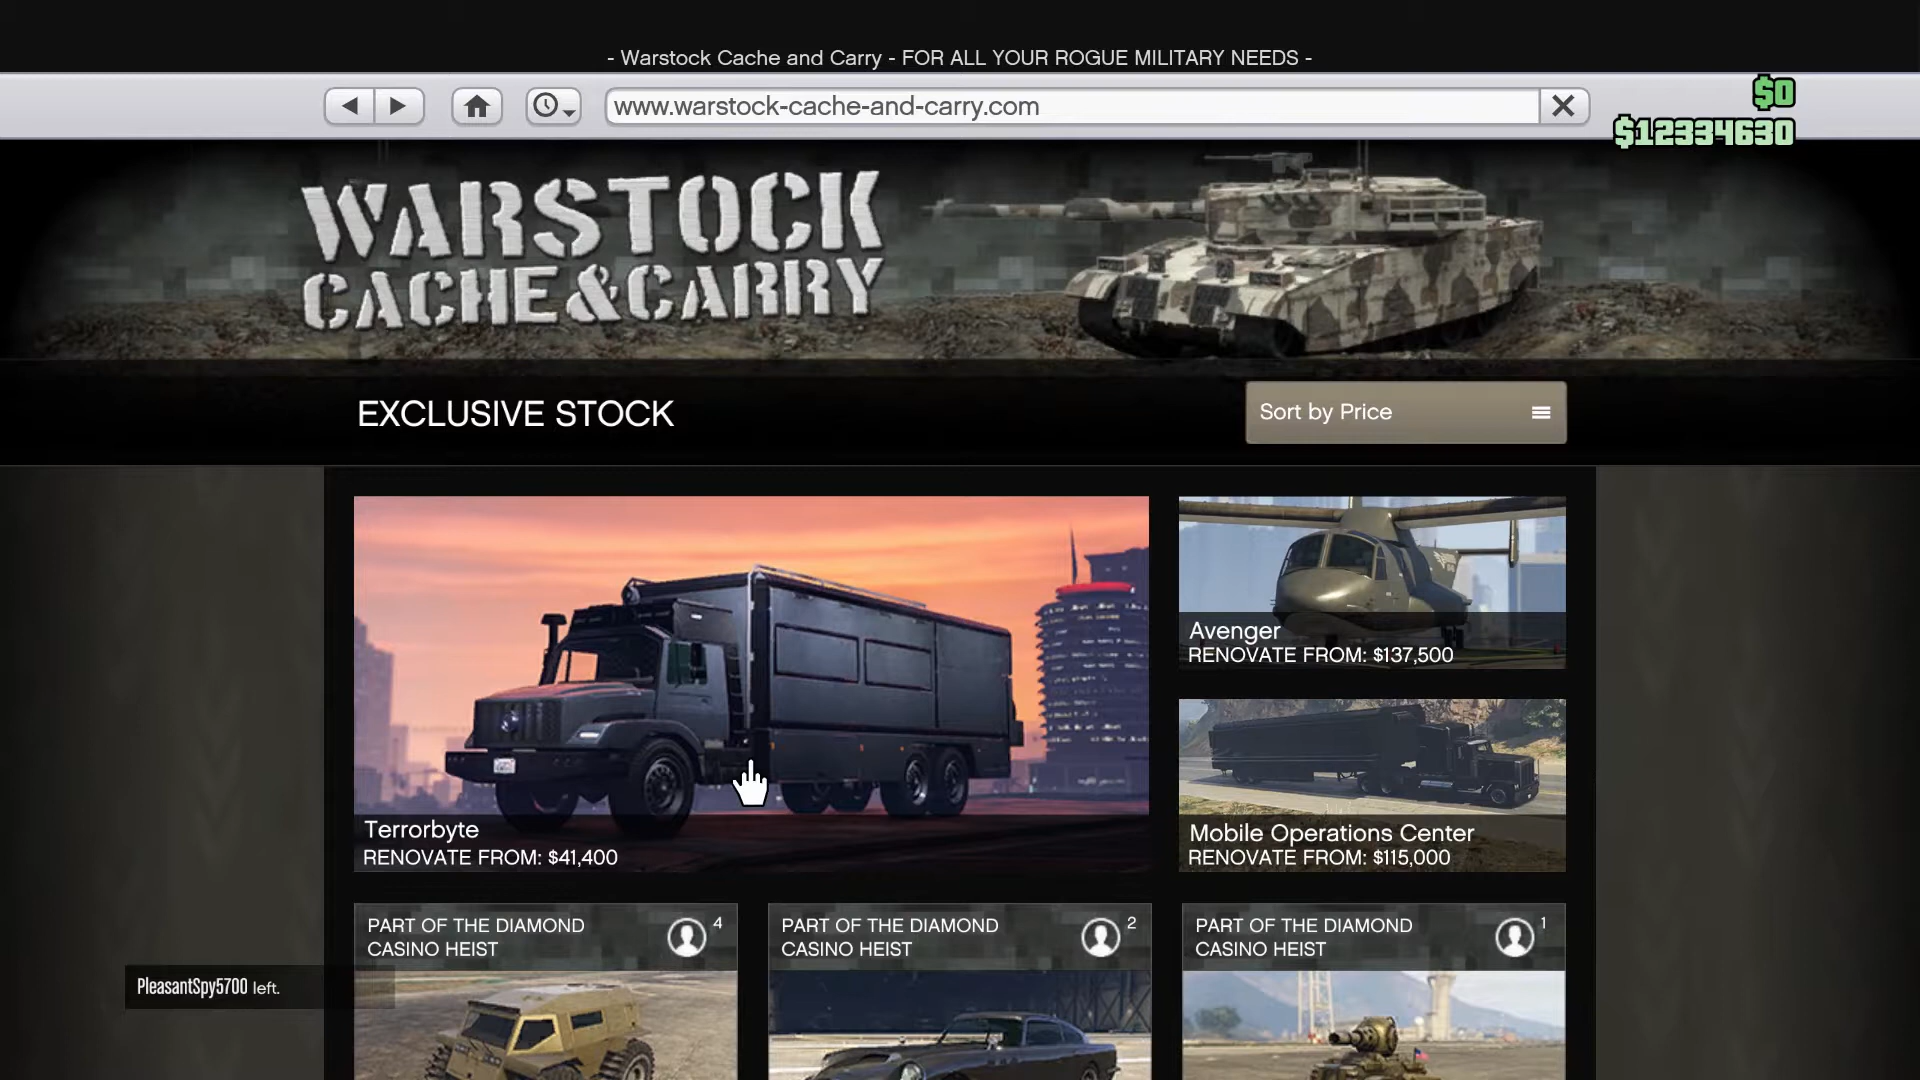 - Warstock Cache and Carry - FOR ALL YOUR ROGUE MILITARY NEEDS -
www.warstock-cache-and-carry.com
$0
$12334630
WARSTOCK
CACHE & CARRY
EXCLUSIVE STOCK
Sort by Price
Terrorbyte
RENOVATE FROM: $41,400
Avenger
RENOVATE FROM: $137,500
Mobile Operations Center
RENOVATE FROM: $115,000
PART OF THE DIAMOND
CASINO HEIST
4
PART OF THE DIAMOND
CASINO HEIST
2
PART OF THE DIAMOND
CASINO HEIST
1
PleasantSpy5700 left.